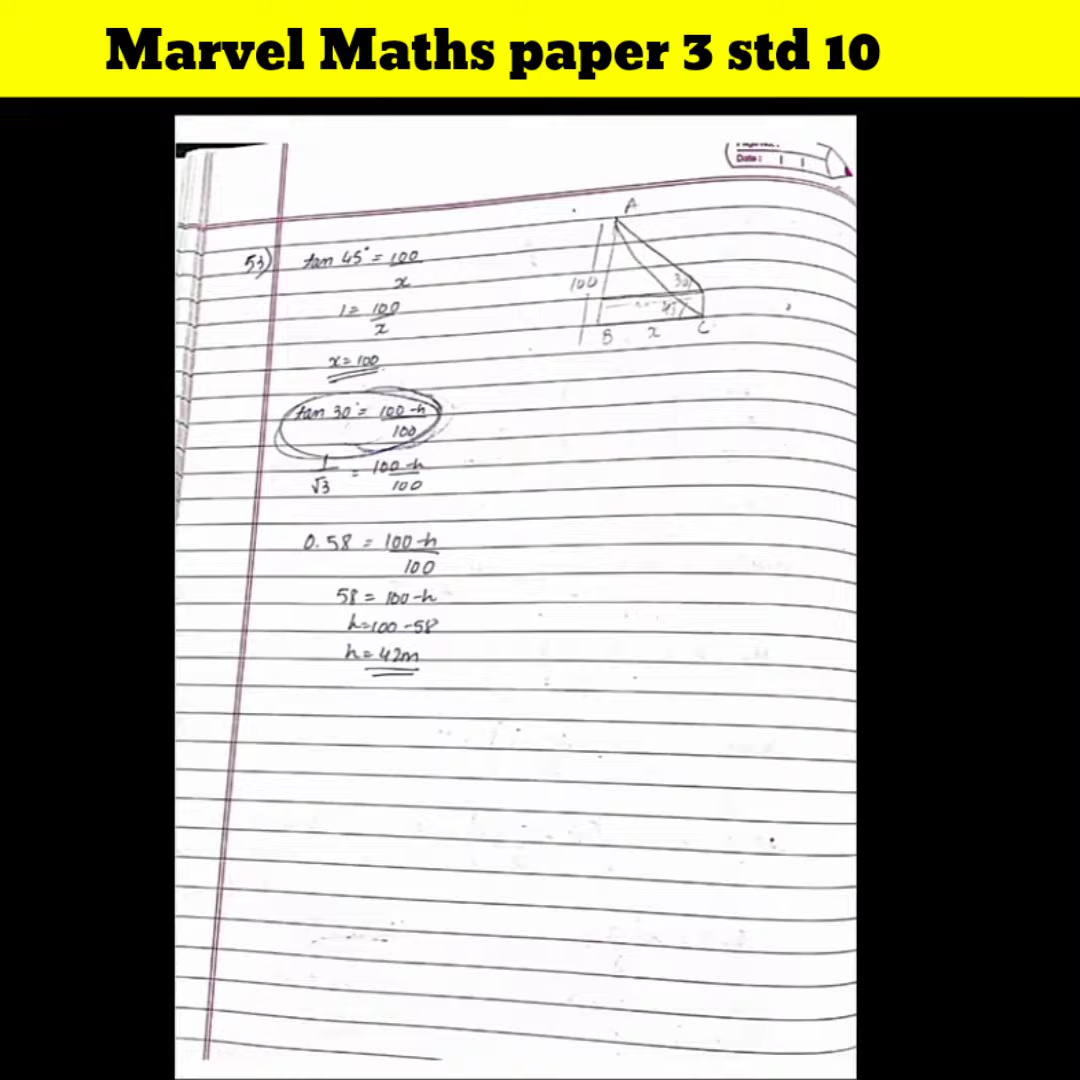 Marvel Maths paper 3 std 10
Date :
A
53) tan 45° = 100
x
100
30
1 = 100
x
45
B x C
x = 100
tan 30° = 100-h
100
1 = 100-h
√3 100
0.58 = 100-h
100
58 = 100-h
h=100-58
h = 42m